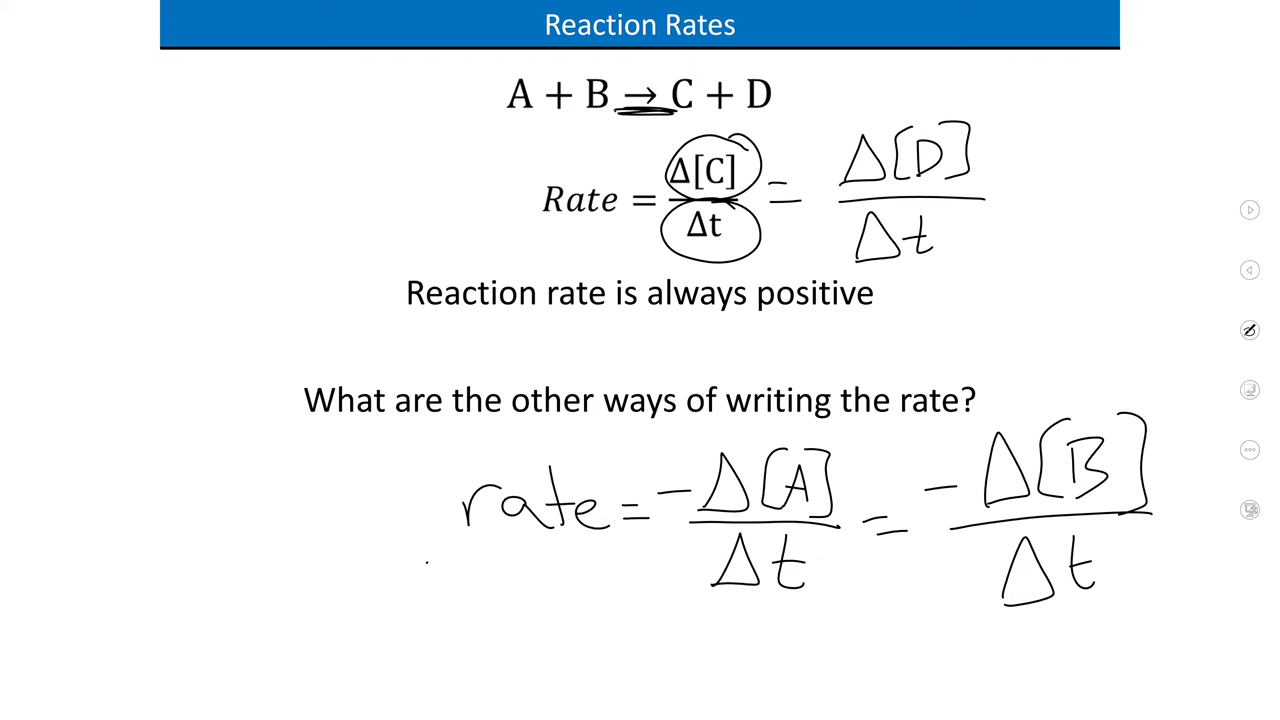 Reaction Rates
A + B → C + D
Rate = Δ[C]/Δt = Δ[D]/Δt
Reaction rate is always positive
What are the other ways of writing the rate?
rate = -Δ[A]/Δt = -Δ[B]/Δt